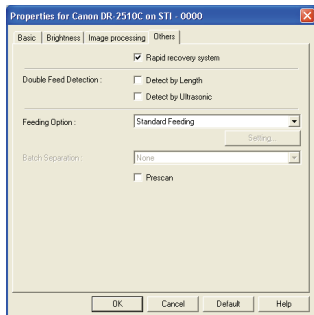 Properties for Canon DR-2510C on STI - 0000
Basic Brightness Image processing Others
Rapid recovery system
Double Feed Detection : Detect by Length
Detect by Ultrasonic
Feeding Option : Standard Feeding
Setting...
Batch Separation : None
Prescan
OK Cancel Default Help